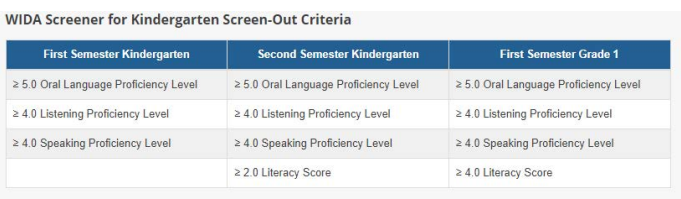 WIDA Screener for Kindergarten Screen-Out Criteria
First Semester Kindergarten Second Semester Kindergarten First Semester Grade 1
≥ 5.0 Oral Language Proficiency Level ≥ 5.0 Oral Language Proficiency Level ≥ 5.0 Oral Language Proficiency Level
≥ 4.0 Listening Proficiency Level ≥ 4.0 Listening Proficiency Level ≥ 4.0 Listening Proficiency Level
≥ 4.0 Speaking Proficiency Level ≥ 4.0 Speaking Proficiency Level ≥ 4.0 Speaking Proficiency Level
≥ 2.0 Literacy Score ≥ 4.0 Literacy Score